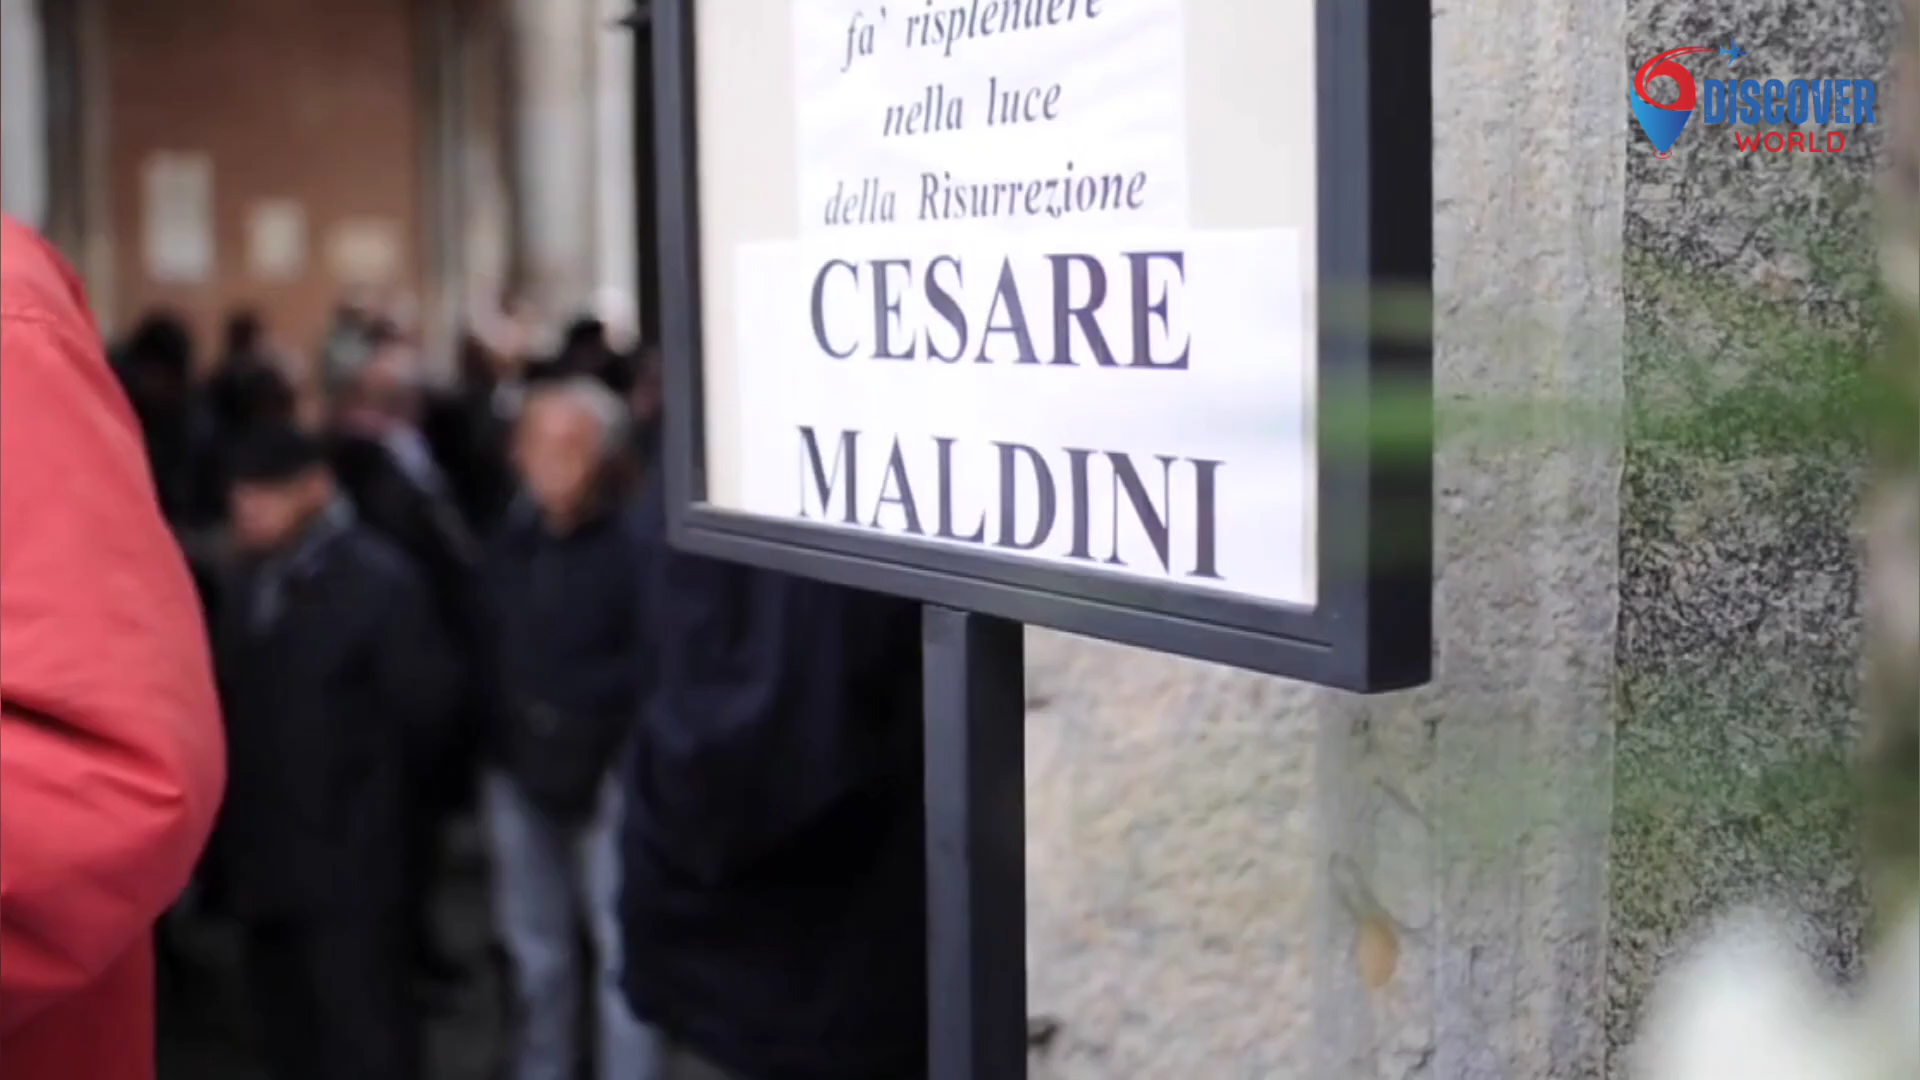 fa' risplendere
nella luce
della Risurrezione
CESARE
MALDINI
DISCOVER
WORLD